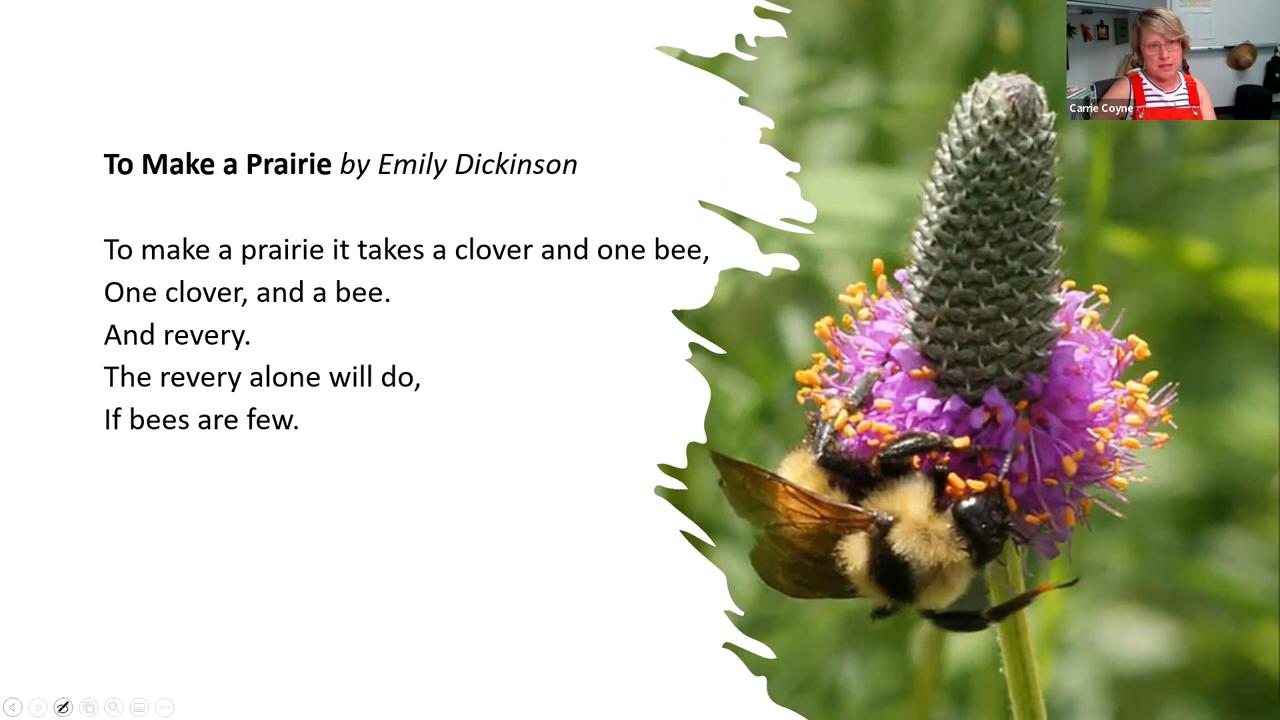 Carrie Coyne
To Make a Prairie by Emily Dickinson
To make a prairie it takes a clover and one bee,
One clover, and a bee.
And revery.
The revery alone will do,
If bees are few.